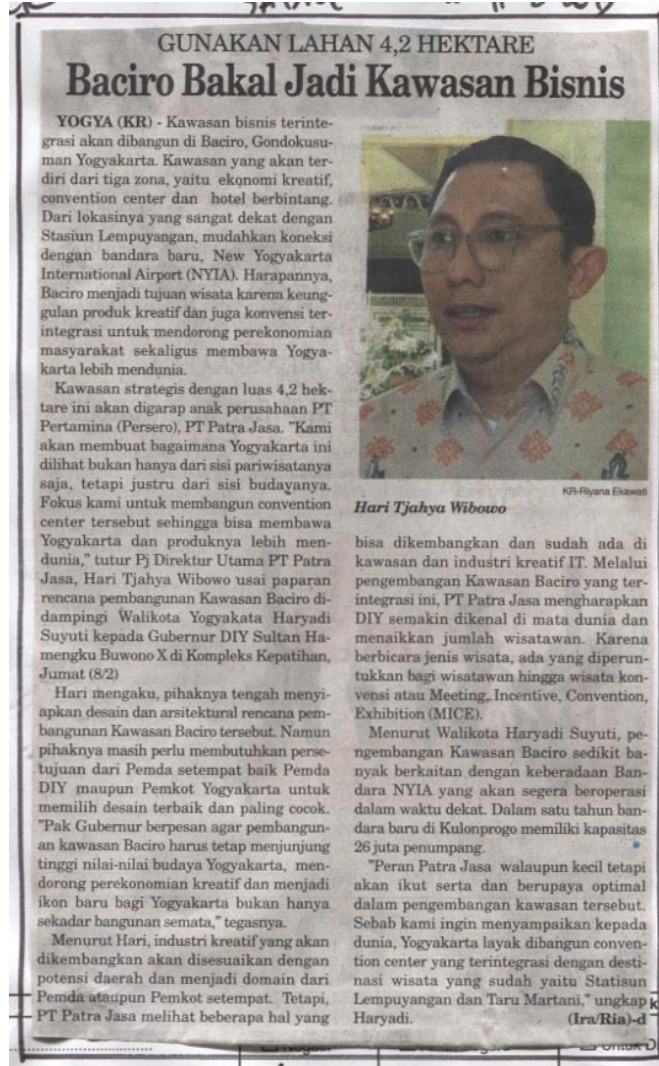 GUNAKAN LAHAN 4,2 HEKTARE
Baciro Bakal Jadi Kawasan Bisnis
YOGYA (KR) - Kawasan bisnis terinte-
grasi akan dibangun di Baciro, Gondokusu-
man Yogyakarta. Kawasan yang akan ter-
diri dari tiga zona, yaitu ekonomi kreatif,
convention center dan hotel berbintang.
Dari lokasinya yang sangat dekat dengan
Stasiun Lempuyangan, mudahkan koneksi
dengan bandara baru, New Yogyakarta
International Airport (NYIA). Harapannya,
Baciro menjadi tujuan wisata karena keung-
gulan produk kreatif dan juga konvensi ter-
integrasi untuk mendorong perekonomian
masyarakat sekaligus membawa Yogya-
karta lebih mendunia.
Kawasan strategis dengan luas 4,2 hek-
tare ini akan digarap anak perusahaan PT
Pertamina (Persero), PT Patra Jasa. "Kami
akan membuat bagaimana Yogyakarta ini
dilihat bukan hanya dari sisi pariwisatanya
saja, tetapi justru dari sisi budayanya.
Fokus kami untuk membangun convention
center tersebut sehingga bisa membawa
Yogyakarta dan produknya lebih men-
dunia," tutur Pj Direktur Utama PT Patra
Jasa, Hari Tjahya Wibowo usai paparan
rencana pembangunan Kawasan Baciro di-
dampingi Walikota Yogyakata Haryadi
Suyuti kepada Gubernur DIY Sultan Ha-
mengku Buwono X di Kompleks Kepatihan,
Jumat (8/2)
Hari mengaku, pihaknya tengah menyi-
apkan desain dan arsitektural rencana pem-
bangunan Kawasan Baciro tersebut. Namun
pihaknya masih perlu membutuhkan perse-
tujuan dari Pemda setempat baik Pemda
DIY maupun Pemkot Yogyakarta untuk
memilih desain terbaik dan paling cocok.
"Pak Gubernur berpesan agar pembangun-
an kawasan Baciro harus tetap menjunjung
tinggi nilai-nilai budaya Yogyakarta, men-
dorong perekonomian kreatif dan menjadi
ikon baru bagi Yogyakarta bukan hanya
sekadar bangunan semata," tegasnya.
Menurut Hari, industri kreatif yang akan
dikembangkan akan disesuaikan dengan
potensi daerah dan menjadi domain dari
Pemda ataupun Pemkot setempat. Tetapi,
PT Patra Jasa melihat beberapa hal yang
KR-Riyana Ekawati
Hari Tjahya Wibowo
bisa dikembangkan dan sudah ada di
kawasan dan industri kreatif IT. Melalui
pengembangan Kawasan Baciro yang ter-
integrasi ini, PT Patra Jasa mengharapkan
DIY semakin dikenal di mata dunia dan
menaikkan jumlah wisatawan. Karena
berbicara jenis wisata, ada yang diperun-
tukkan bagi wisatawan hingga wisata kon-
vensi atau Meeting, Incentive, Convention,
Exhibition (MICE).
Menurut Walikota Haryadi Suyuti, pe-
ngembangan Kawasan Baciro sedikit ba-
nyak berkaitan dengan keberadaan Ban-
dara NYIA yang akan segera beroperasi
dalam waktu dekat. Dalam satu tahun ban-
dara baru di Kulonprogo memiliki kapasitas
26 juta penumpang.
"Peran Patra Jasa walaupun kecil tetapi
akan ikut serta dan berupaya optimal
dalam pengembangan kawasan tersebut.
Sebab kami ingin menyampaikan kepada
dunia, Yogyakarta layak dibangun conven-
tion center yang terintegrasi dengan desti-
nasi wisata yang sudah yaitu Statisun
Lempuyangan dan Taru Martani," ungkap
Haryadi. (Ira/Ria)-d